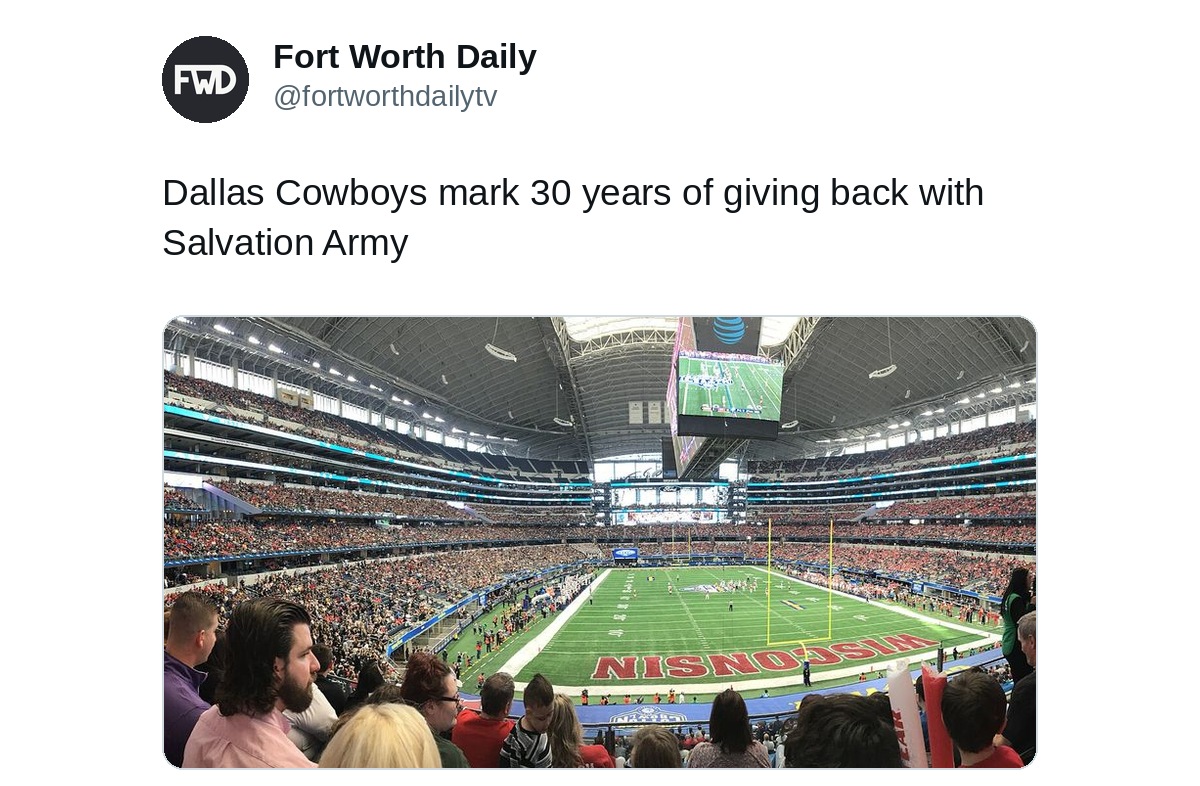 FWD
Fort Worth Daily
@fortworthdailytv
Dallas Cowboys mark 30 years of giving back with
Salvation Army
WISCONSIN